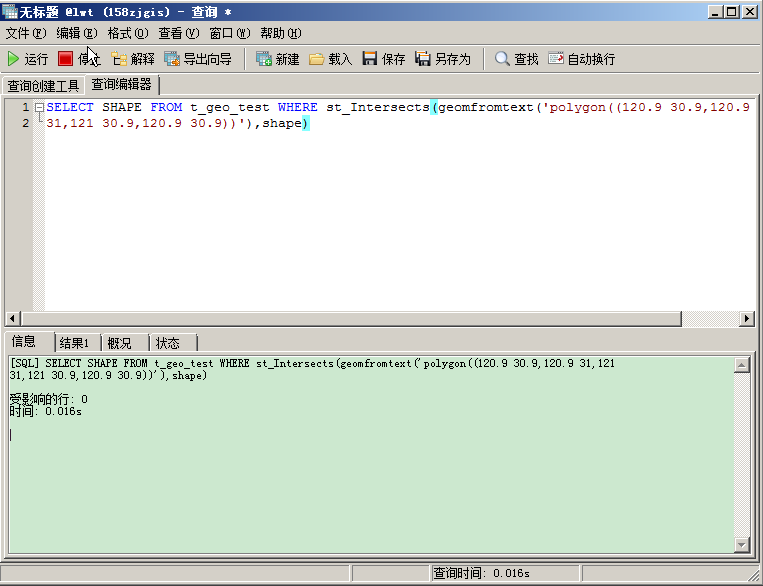 无标题 @lwt (158zjgis) - 查询 *
文件(F) 编辑(E) 格式(O) 查看(V) 窗口(W) 帮助(H)
运行 停止 解释 导出向导 新建 载入 保存 另存为 查找 自动换行
查询创建工具 查询编辑器
1 SELECT SHAPE FROM t_geo_test WHERE st_Intersects(geomfromtext('polygon((120.9 30.9,120.9
2 31,121 30.9,120.9 30.9))'),shape)
信息 结果1 概况 状态
[SQL] SELECT SHAPE FROM t_geo_test WHERE st_Intersects(geomfromtext('polygon((120.9 30.9,120.9 31,121
31,121 30.9,120.9 30.9))'),shape)
受影响的行: 0
时间: 0.016s
查询时间: 0.016s